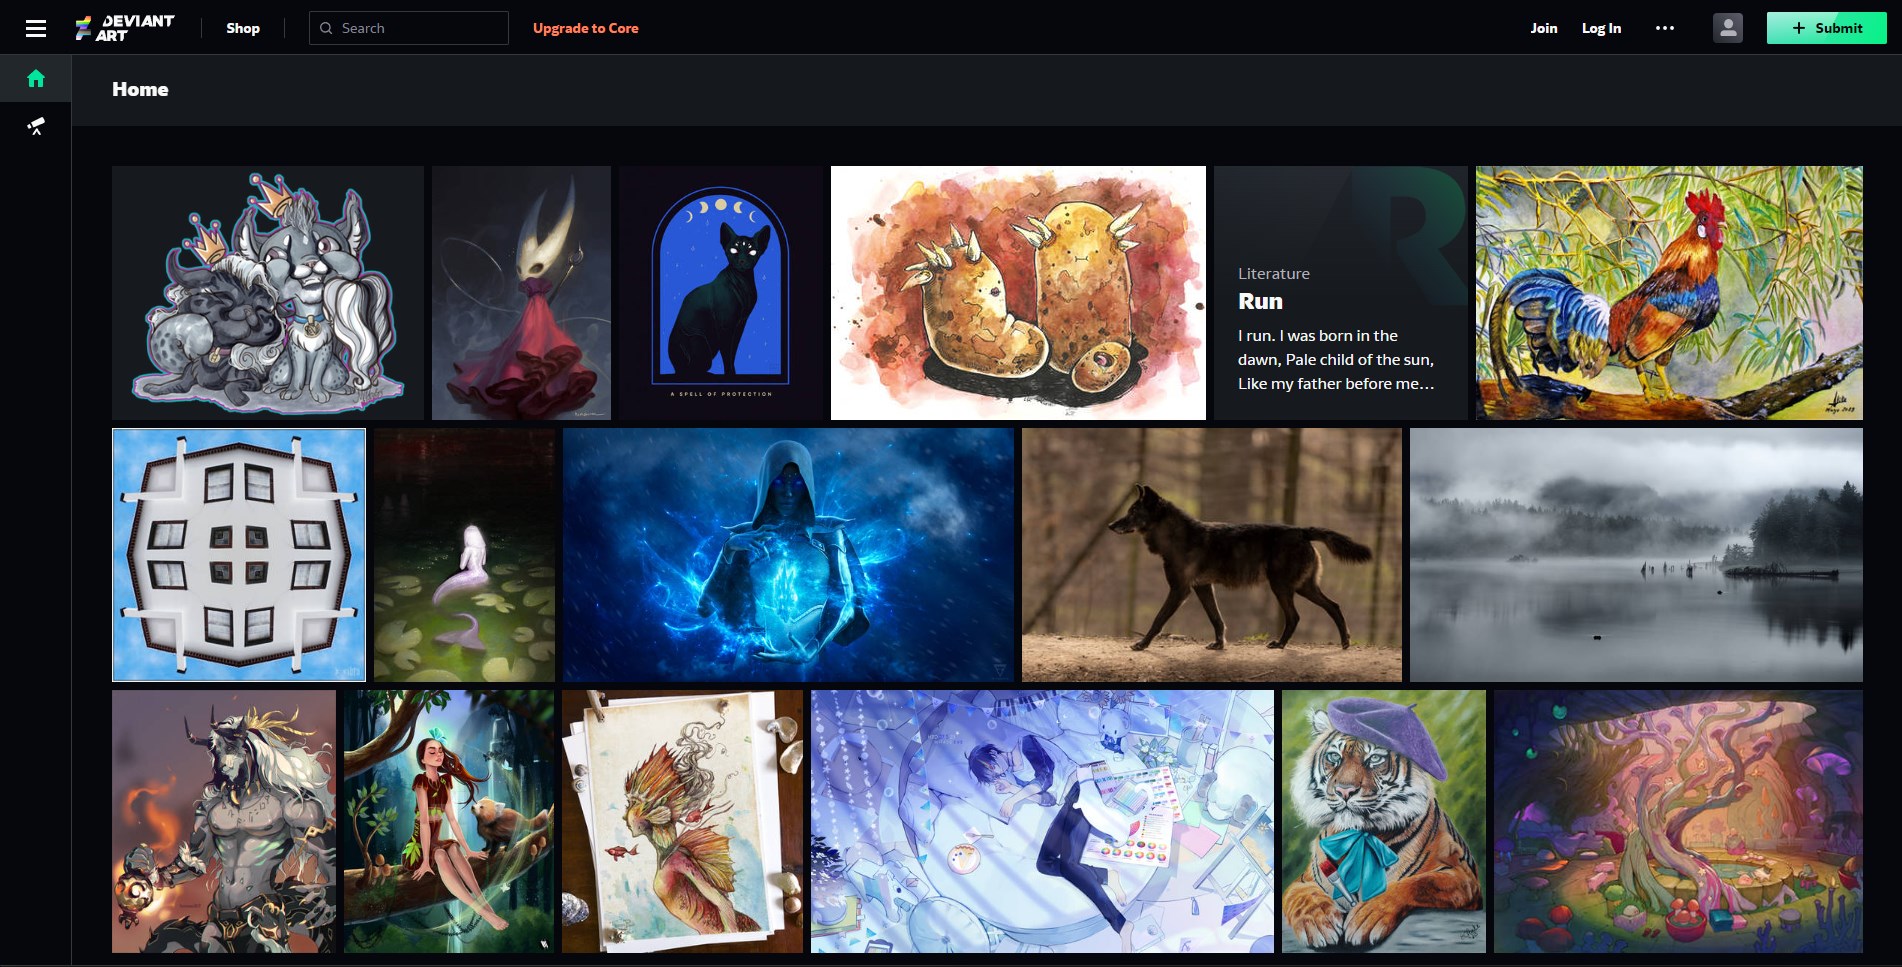 DEVIANT
ART
Shop
Search
Upgrade to Core
Join
Log In
Submit
Home
A SPELL OF PROTECTION
R
Literature
Run
I run. I was born in the
dawn, Pale child of the sun,
Like my father before me...